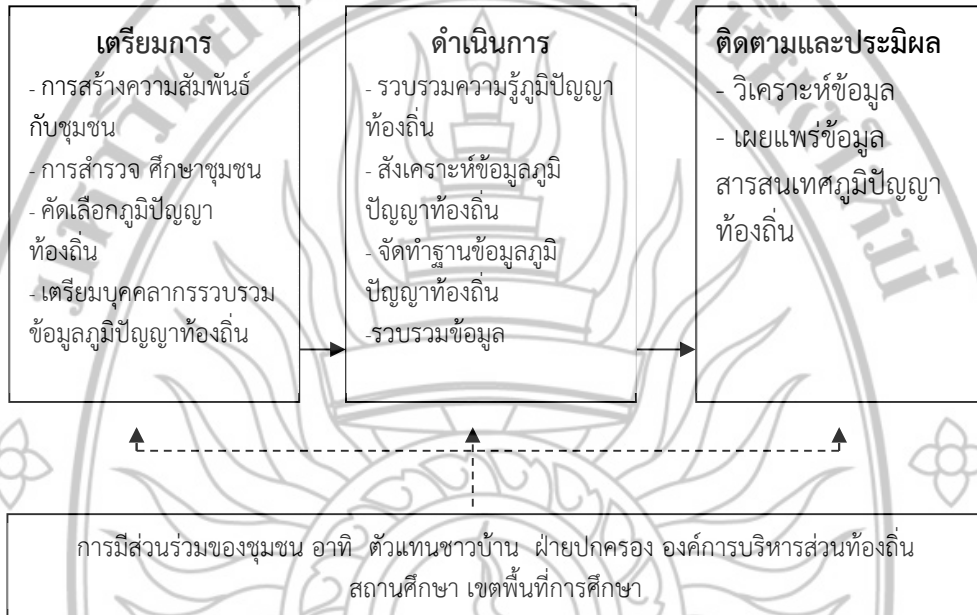 เตรียมการ
- การสร้างความสัมพันธ์
กับชุมชน
- การสำรวจ ศึกษาชุมชน
- คัดเลือกภูมิปัญญา
ท้องถิ่น
- เตรียมบุคคลากรรวบรวม
ข้อมูลภูมิปัญญาท้องถิ่น
ดำเนินการ
- รวบรวมความรู้ภูมิปัญญา
ท้องถิ่น
- สังเคราะห์ข้อมูลภูมิ
ปัญญาท้องถิ่น
- จัดทำฐานข้อมูลภูมิ
ปัญญาท้องถิ่น
-รวบรวมข้อมูล
ติดตามและประมิผล
- วิเคราะห์ข้อมูล
- เผยแพร่ข้อมูล
สารสนเทศภูมิปัญญา
ท้องถิ่น
การมีส่วนร่วมของชุมชน อาทิ ตัวแทนชาวบ้าน ฝ่ายปกครอง องค์การบริหารส่วนท้องถิ่น
สถานศึกษา เขตพื้นที่การศึกษา